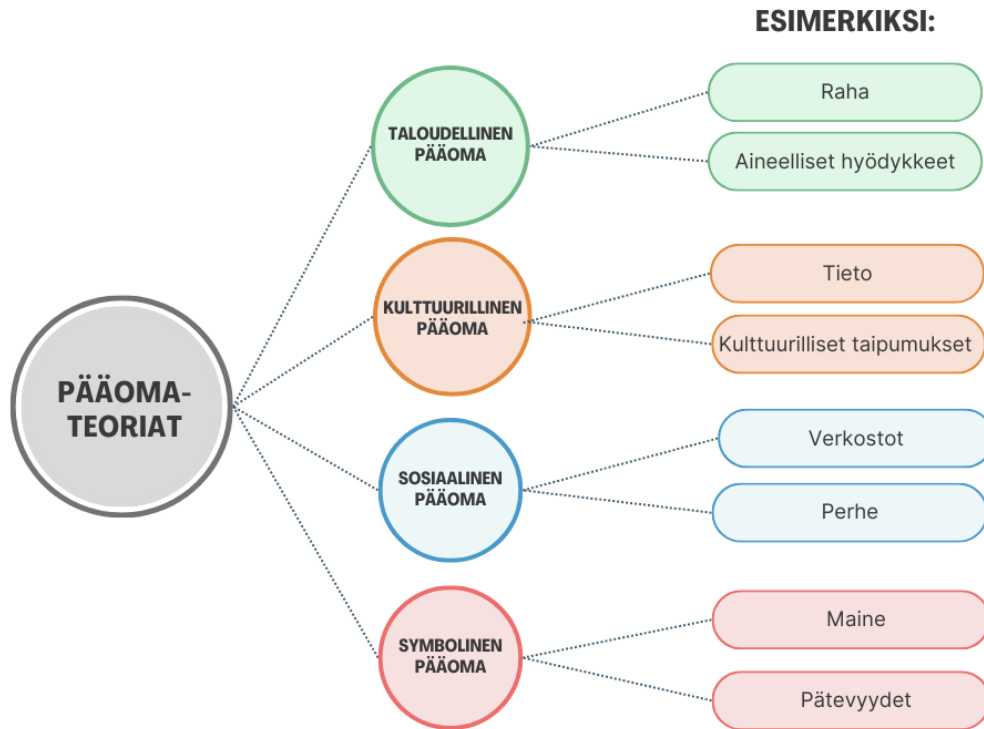 ESIMERKIKSI:
PÄÄOMA-
TEORIAT
TALOUDELLINEN
PÄÄOMA
Raha
Aineelliset hyödykkeet
KULTTUURILLINEN
PÄÄOMA
Tieto
Kulttuurilliset taipumukset
SOSIAALINEN
PÄÄOMA
Verkostot
Perhe
SYMBOLINEN
PÄÄOMA
Maine
Pätevyydet